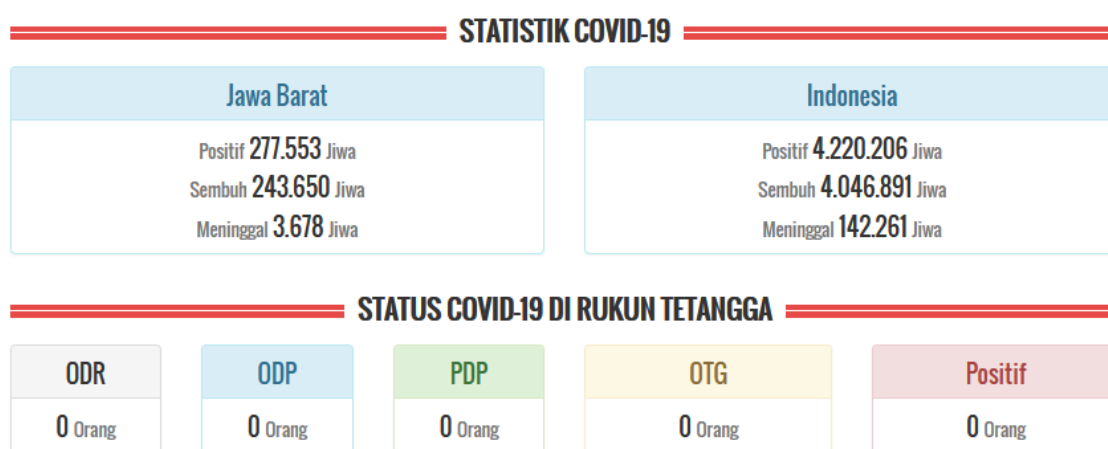 STATISTIK COVID-19
Jawa Barat
Positif 277.553 Jiwa
Sembuh 243.650 Jiwa
Meninggal 3.678 Jiwa
Indonesia
Positif 4.220.206 Jiwa
Sembuh 4.046.891 Jiwa
Meninggal 142.261 Jiwa
STATUS COVID-19 DI RUKUN TETANGGA
ODR
0 Orang
ODP
0 Orang
PDP
0 Orang
OTG
0 Orang
Positif
0 Orang